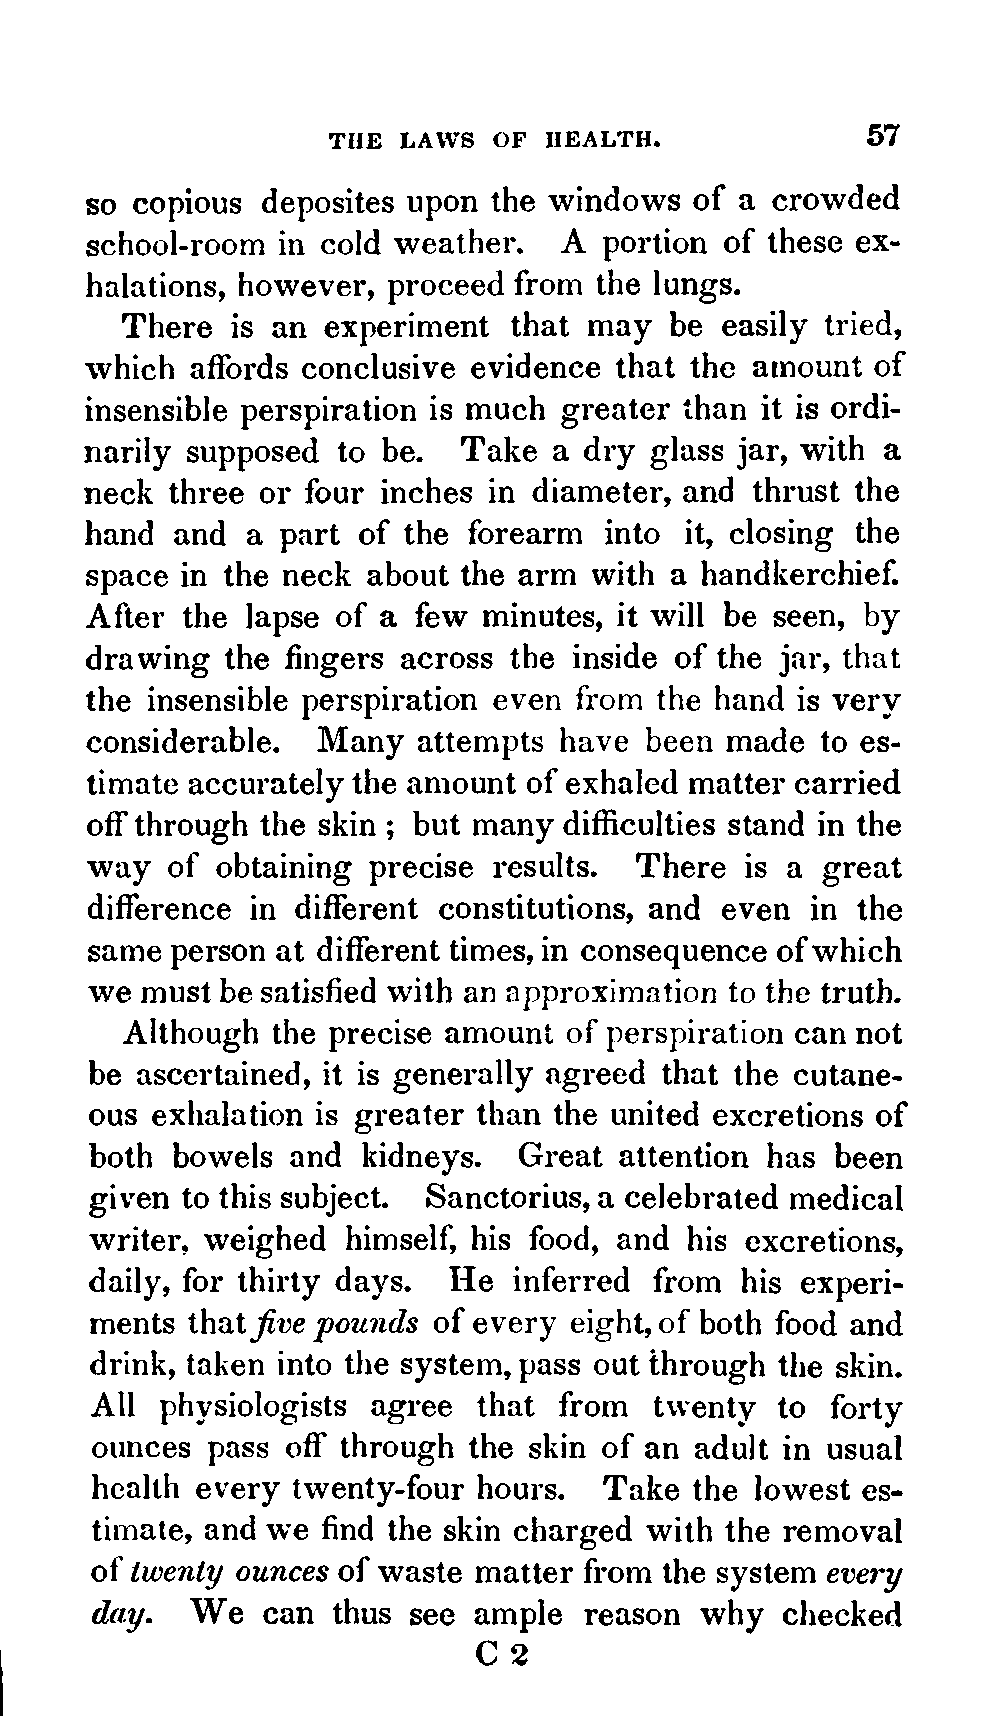 THE LAWS OF HEALTH. 57
so copious deposites upon the windows of a crowded
school-room in cold weather. A portion of these ex-
halations, however, proceed from the lungs.
There is an experiment that may be easily tried,
which affords conclusive evidence that the amount of
insensible perspiration is much greater than it is ordi-
narily supposed to be. Take a dry glass jar, with a
neck three or four inches in diameter, and thrust the
hand and a part of the forearm into it, closing the
space in the neck about the arm with a handkerchief.
After the lapse of a few minutes, it will be seen, by
drawing the fingers across the inside of the jar, that
the insensible perspiration even from the hand is very
considerable. Many attempts have been made to es-
timate accurately the amount of exhaled matter carried
off through the skin ; but many difficulties stand in the
way of obtaining precise results. There is a great
difference in different constitutions, and even in the
same person at different times, in consequence of which
we must be satisfied with an approximation to the truth.
Although the precise amount of perspiration can not
be ascertained, it is generally agreed that the cutane-
ous exhalation is greater than the united excretions of
both bowels and kidneys. Great attention has been
given to this subject. Sanctorius, a celebrated medical
writer, weighed himself, his food, and his excretions,
daily, for thirty days. He inferred from his experi-
ments that five pounds of every eight, of both food and
drink, taken into the system, pass out through the skin.
All physiologists agree that from twenty to forty
ounces pass off through the skin of an adult in usual
health every twenty-four hours. Take the lowest es-
timate, and we find the skin charged with the removal
of twenty ounces of waste matter from the system every
day. We can thus see ample reason why checked
C 2